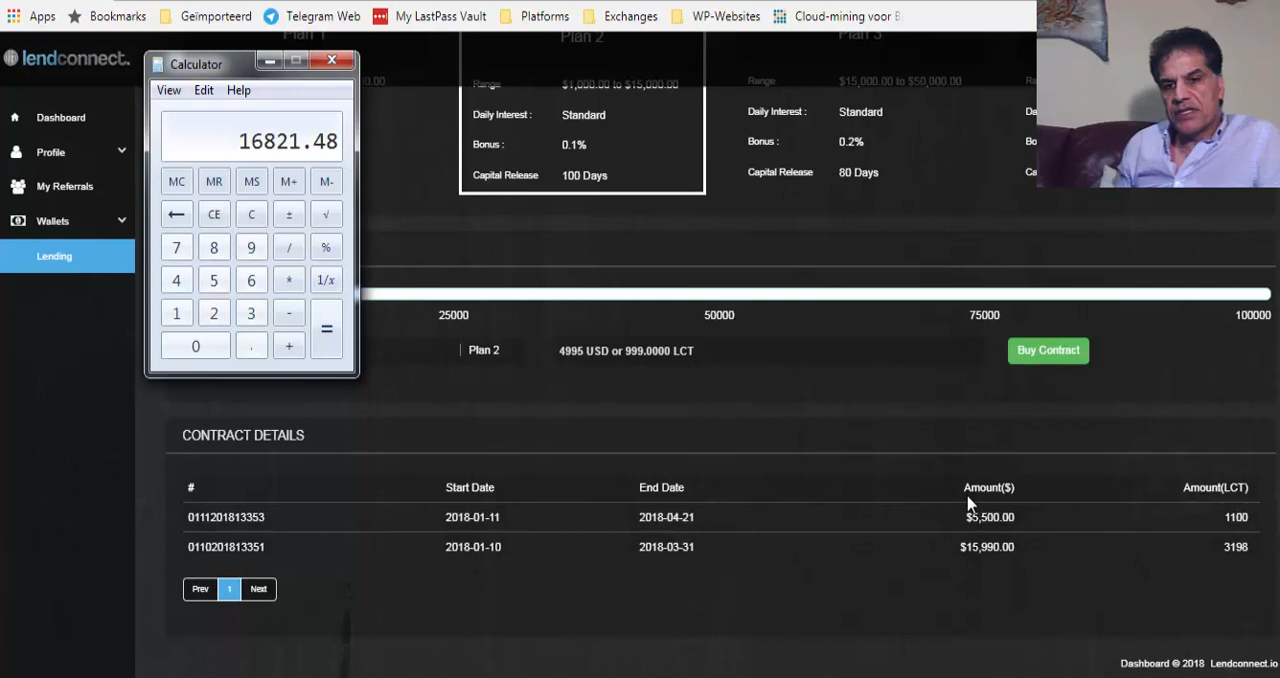 Apps Bookmarks Geïmporteerd Telegram Web My LastPass Vault Platforms Exchanges WP-Websites Cloud-mining voor B
lendconnect.
Dashboard
Profile
My Referrals
Wallets
Lending
Calculator
View Edit Help
16821.48
MC MR MS M+ M-
← CE C ± √
7 8 9 / %
4 5 6 * 1/x
1 2 3 - =
0 . +
Plan 1
Plan 2
Range $1,000.00 to $15,000.00
Daily Interest : Standard
Bonus : 0.1%
Capital Release 100 Days
Plan 3
Range $15,000.00 to $50,000.00
Daily Interest : Standard
Bonus : 0.2%
Capital Release 80 Days
25000 50000 75000 100000
Plan 2 4995 USD or 999.0000 LCT Buy Contract
CONTRACT DETAILS
# Start Date End Date Amount($) Amount(LCT)
0111201813353 2018-01-11 2018-04-21 $5,500.00 1100
0110201813351 2018-01-10 2018-03-31 $15,990.00 3198
Prev 1 Next
Dashboard © 2018 Lendconnect.io